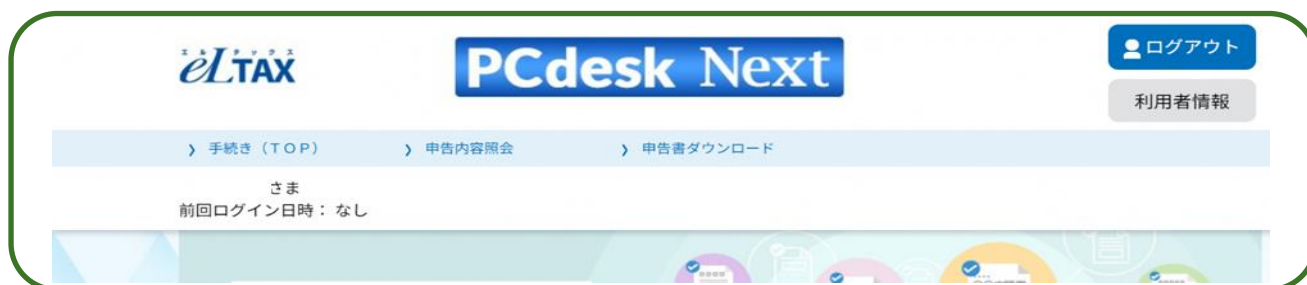 エルタックス
eLTAX
PCdesk Next
ログアウト
利用者情報
❯ 手続き（ＴＯＰ）
❯ 申告内容照会
❯ 申告書ダウンロード
さま
前回ログイン日時： なし